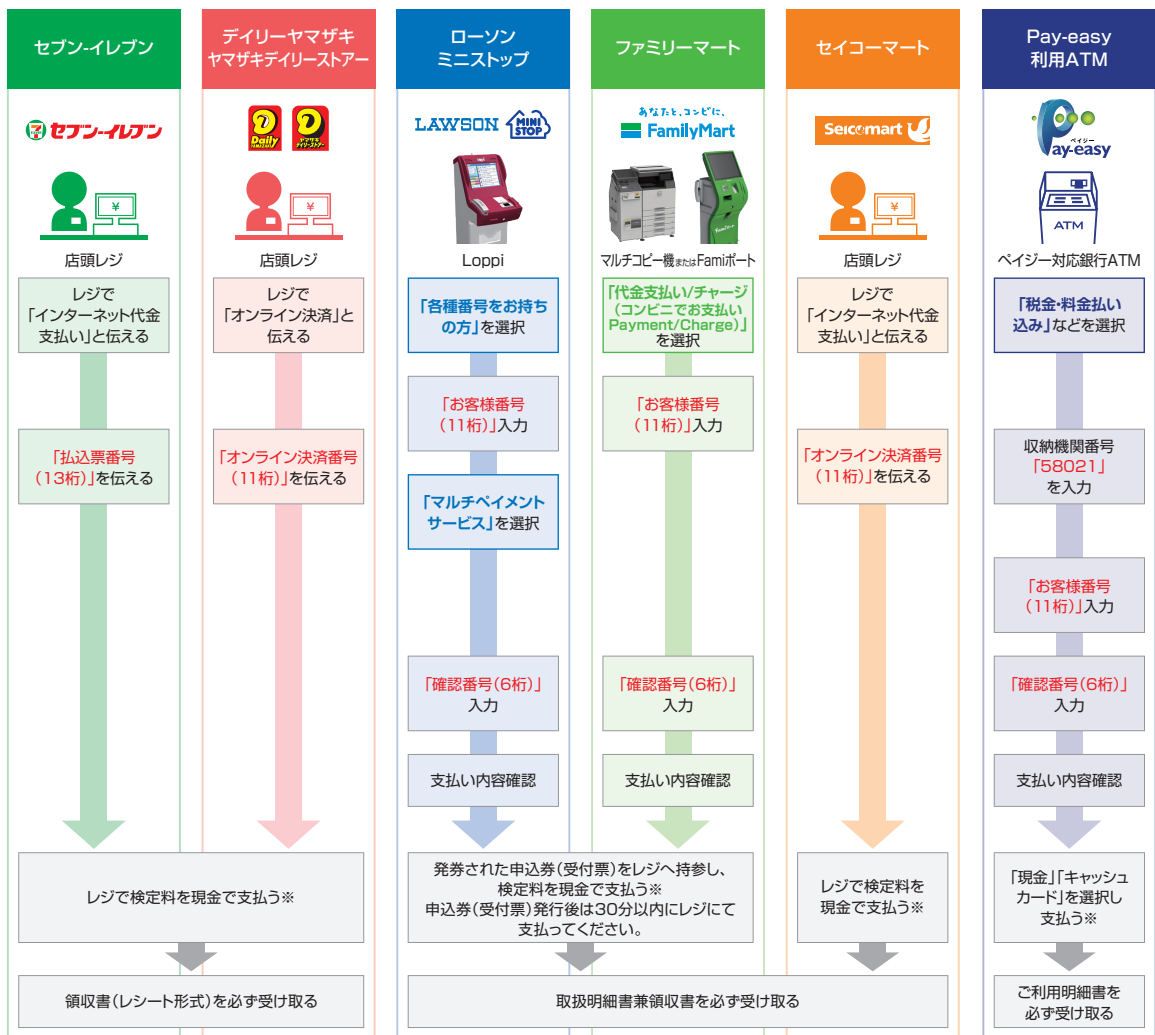 セブン-イレブン
セブン-イレブン
¥
店頭レジ
レジで
「インターネット代金
支払い」と伝える
「払込票番号
(13桁)」を伝える
デイリーヤマザキ
ヤマザキデイリーストアー
Daily
YAMAZAKI
ヤマザキ
デイリーストアー
¥
店頭レジ
レジで
「オンライン決済」と
伝える
「オンライン決済番号
(11桁)」を伝える
レジで検定料を現金で支払う※
領収書(レシート形式)を必ず受け取る
ローソン
ミニストップ
LAWSON
MINI
STOP
Loppi
「各種番号をお持ち
の方」を選択
「お客様番号
(11桁)」入力
「マルチペイメント
サービス」を選択
「確認番号(6桁)」
入力
支払い内容確認
ファミリーマート
あなたと、コンビに、
FamilyMart
マルチコピー機またはFamiポート
「代金支払い/チャージ
(コンビニでお支払い
Payment/Charge)」
を選択
「お客様番号
(11桁)」入力
「確認番号(6桁)」
入力
支払い内容確認
発券された申込券(受付票)をレジへ持参し、
検定料を現金で支払う※
申込券(受付票)発行後は30分以内にレジにて
支払ってください。
セイコーマート
Seicomart
¥
店頭レジ
レジで
「インターネット代金
支払い」と伝える
「オンライン決済番号
(11桁)」を伝える
レジで検定料を
現金で支払う※
取扱明細書兼領収書を必ず受け取る
Pay-easy
利用ATM
ペイジー
Pay-easy
ATM
ペイジー対応銀行ATM
「税金・料金払い
込み」などを選択
収納機関番号
「58021」
を入力
「お客様番号
(11桁)」入力
「確認番号(6桁)」
入力
支払い内容確認
「現金」「キャッシュ
カード」を選択し
支払う※
ご利用明細書を
必ず受け取る